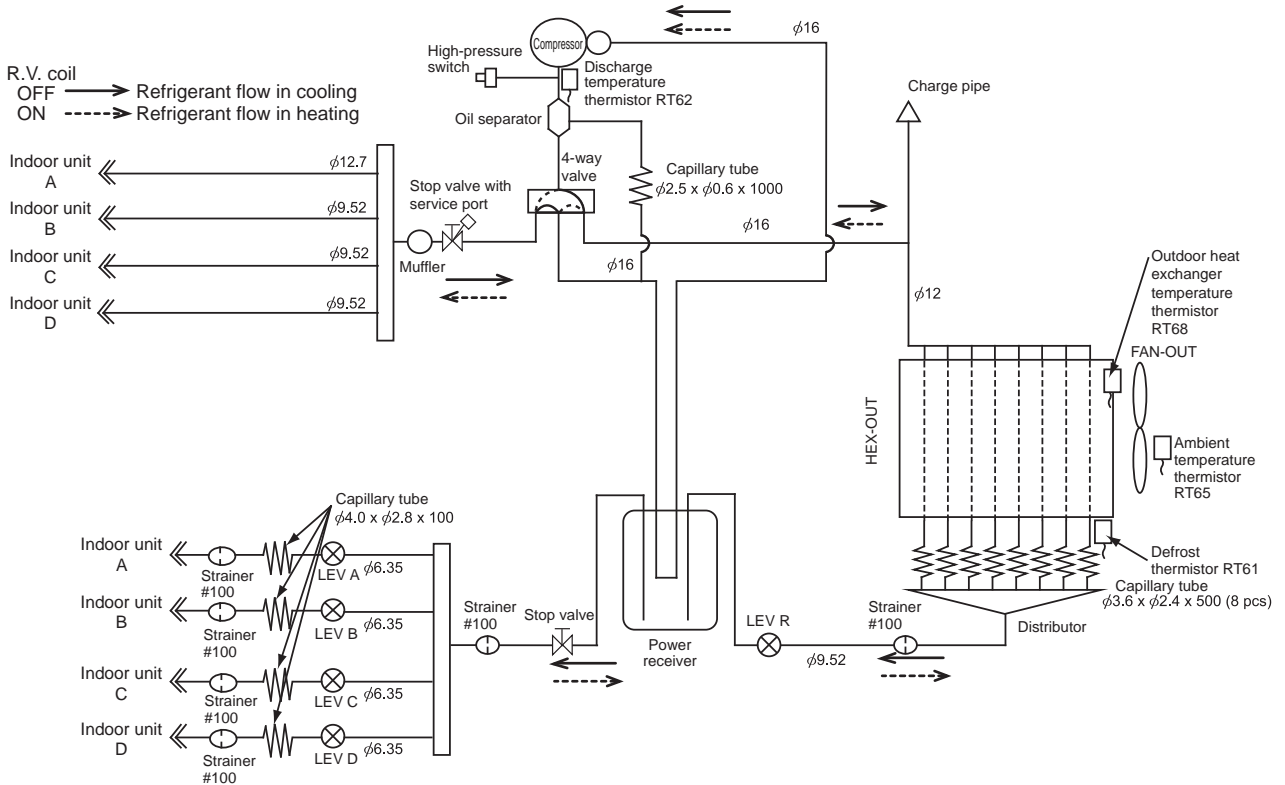 R.V. coil
OFF Refrigerant flow in cooling
ON Refrigerant flow in heating
Compressor
ϕ16
High-pressure
switch
Discharge
temperature
thermistor RT62
Oil separator
Charge pipe
4-way
valve
Capillary tube
ϕ2.5 x ϕ0.6 x 1000
Indoor unit
A
ϕ12.7
Indoor unit
B
ϕ9.52
Indoor unit
C
ϕ9.52
Indoor unit
D
ϕ9.52
Stop valve with
service port
Muffler
ϕ16
ϕ16
ϕ12
Outdoor heat
exchanger
temperature
thermistor
RT68
FAN-OUT
HEX-OUT
Ambient
temperature
thermistor
RT65
Defrost
thermistor RT61
Capillary tube
ϕ3.6 x ϕ2.4 x 500 (8 pcs)
Distributor
Capillary tube
ϕ4.0 x ϕ2.8 x 100
Indoor unit
A
Strainer
#100
LEV A
ϕ6.35
Indoor unit
B
Strainer
#100
LEV B
ϕ6.35
Indoor unit
C
Strainer
#100
LEV C
ϕ6.35
Indoor unit
D
Strainer
#100
LEV D
ϕ6.35
Strainer
#100
Stop valve
Power
receiver
LEV R
ϕ9.52
Strainer
#100